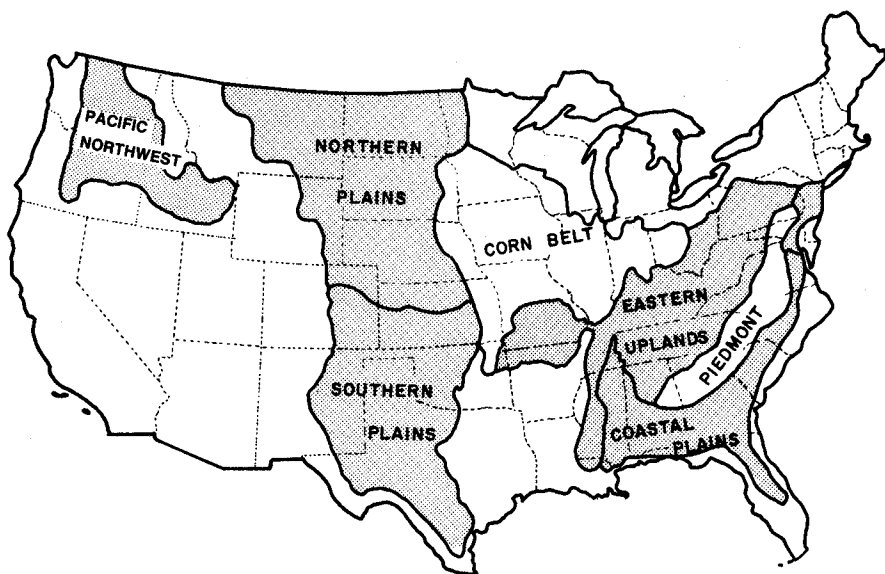 PACIFIC
NORTHWEST
NORTHERN
PLAINS
CORN BELT
EASTERN
UPLANDS
PIEDMONT
SOUTHERN
PLAINS
COASTAL
PLAINS